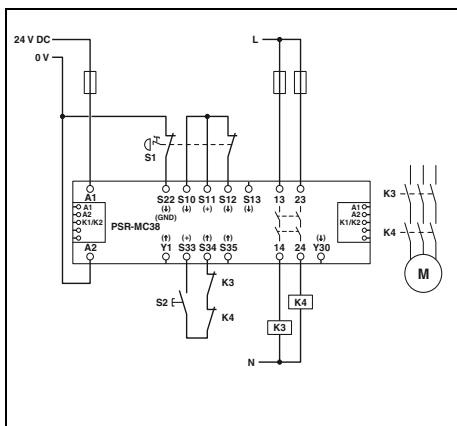 24 V DC
0 V
L
S1
A1 S22 S10 S11 S12 S13 13 23
(↓) (↓) (+) (↓) (↓)
(GND)
A1
A2
K1/K2
PSR-MC38
A1
A2
K1/K2
(↑) (+) (↑) (↑) (↓)
A2 Y1 S33 S34 S35 14 24 Y30
K3
K4
M
S2
K3
K4
K4
K3
N